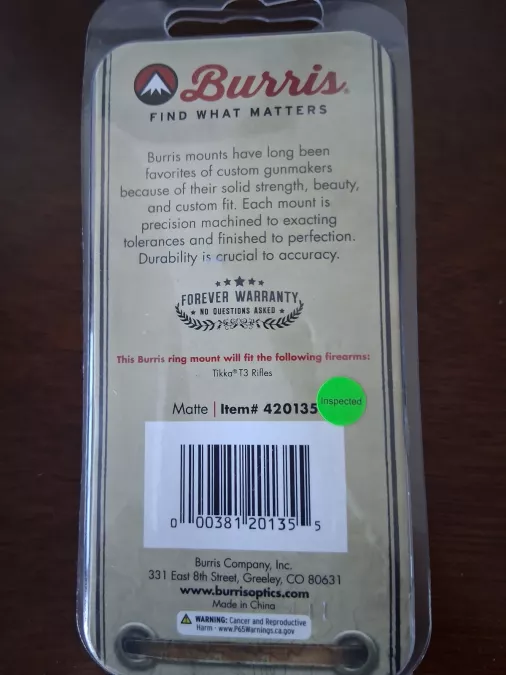 Burris®
FIND WHAT MATTERS
Burris mounts have long been
favorites of custom gunmakers
because of their solid strength, beauty,
and custom fit. Each mount is
precision machined to exacting
tolerances and finished to perfection.
Durability is crucial to accuracy.
FOREVER WARRANTY
NO QUESTIONS ASKED
This Burris ring mount will fit the following firearms:
Tikka® T3 Rifles
Matte | Item# 420135
Inspected
0 00381 20135 5
Burris Company, Inc.
331 East 8th Street, Greeley, CO 80631
www.burrisoptics.com
Made in China
WARNING: Cancer and Reproductive
Harm - www.P65Warnings.ca.gov